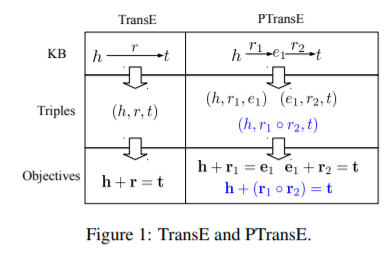 TransE PTransE
KB h r t h r₁ e₁ r₂ t
Triples (h, r, t) (h, r₁, e₁) (e₁, r₂, t)
(h, r₁ ∘ r₂, t)
Objectives h + r = t h + r₁ = e₁ e₁ + r₂ = t
h + (r₁ ∘ r₂) = t
Figure 1: TransE and PTransE.